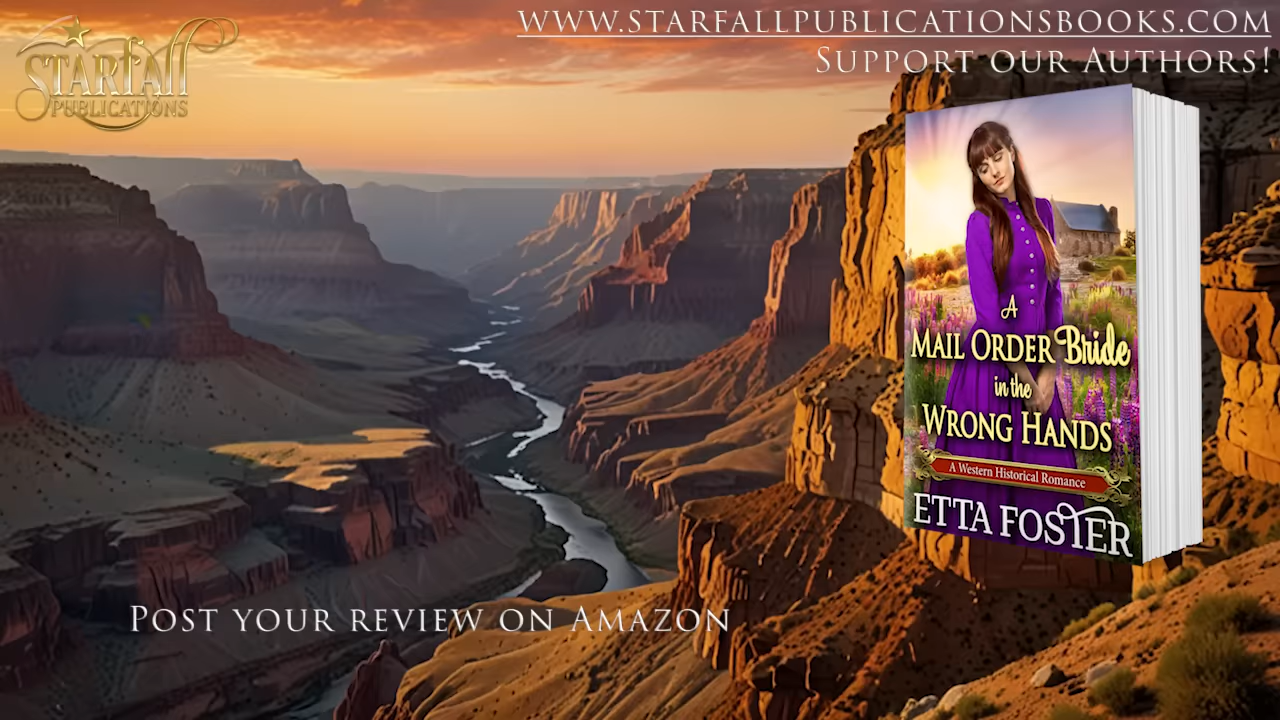 STARfall
PUBLICATIONS
www.starfallpublicationsbooks.com
Support our Authors!
A
MAIL ORDER Bride
in the
WRONG HANDS
A Western Historical Romance
ETTA FOSTER
Post your review on Amazon